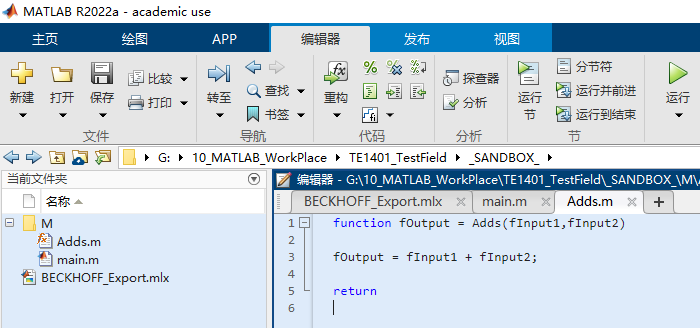 MATLAB R2022a - academic use
主页 绘图 APP 编辑器 发布 视图
新建 打开 保存 比较 打印 转至 查找 书签 重构 探查器 分析 运行节 分节符 运行并前进 运行到结束 运行
文件 导航 代码 分析 节
G: 10_MATLAB_WorkPlace TE1401_TestField _SANDBOX_
当前文件夹
名称
M
Adds.m
main.m
BECKHOFF_Export.mlx
编辑器 - G:\10_MATLAB_WorkPlace\TE1401_TestField\_SANDBOX_\M\
BECKHOFF_Export.mlx main.m Adds.m
1 function fOutput = Adds(fInput1,fInput2)
2
3 fOutput = fInput1 + fInput2;
4
5 return
6